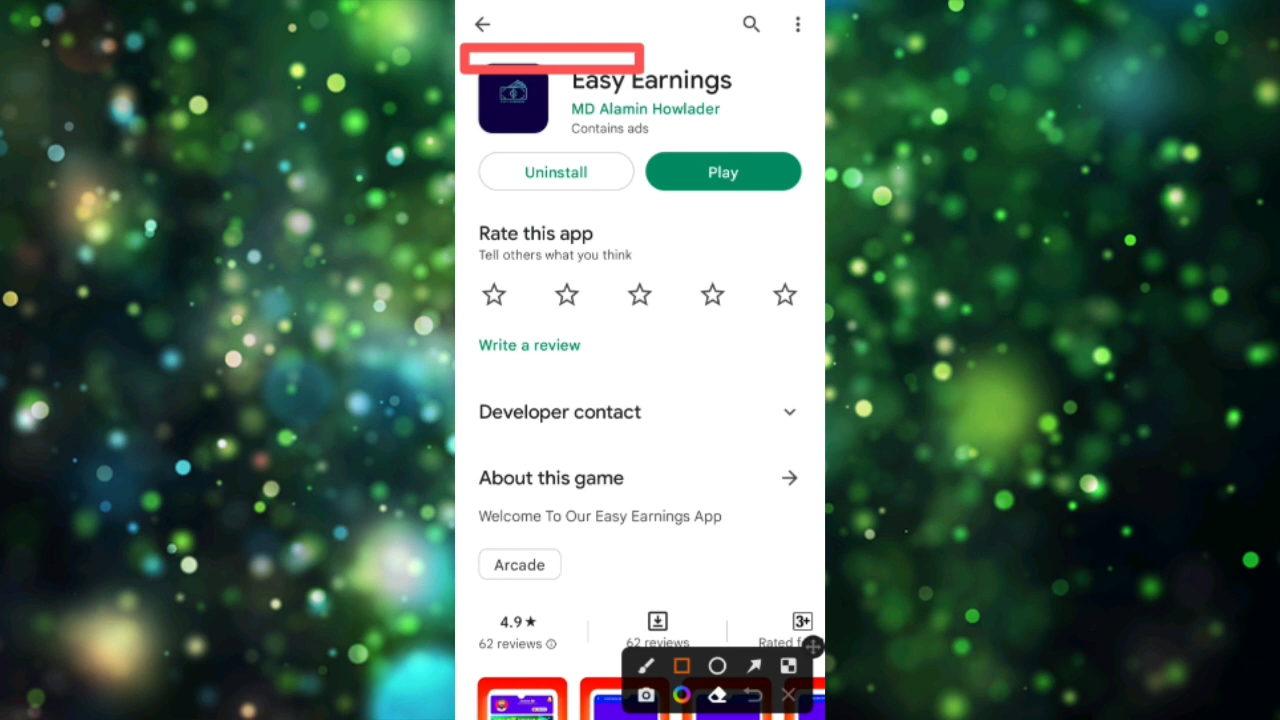 Easy Earnings
MD Alamin Howlader
Contains ads
Uninstall
Play
Rate this app
Tell others what you think
Write a review
Developer contact
About this game
Welcome To Our Easy Earnings App
Arcade
4.9★
3+
62 reviews
62 reviews
Rated f